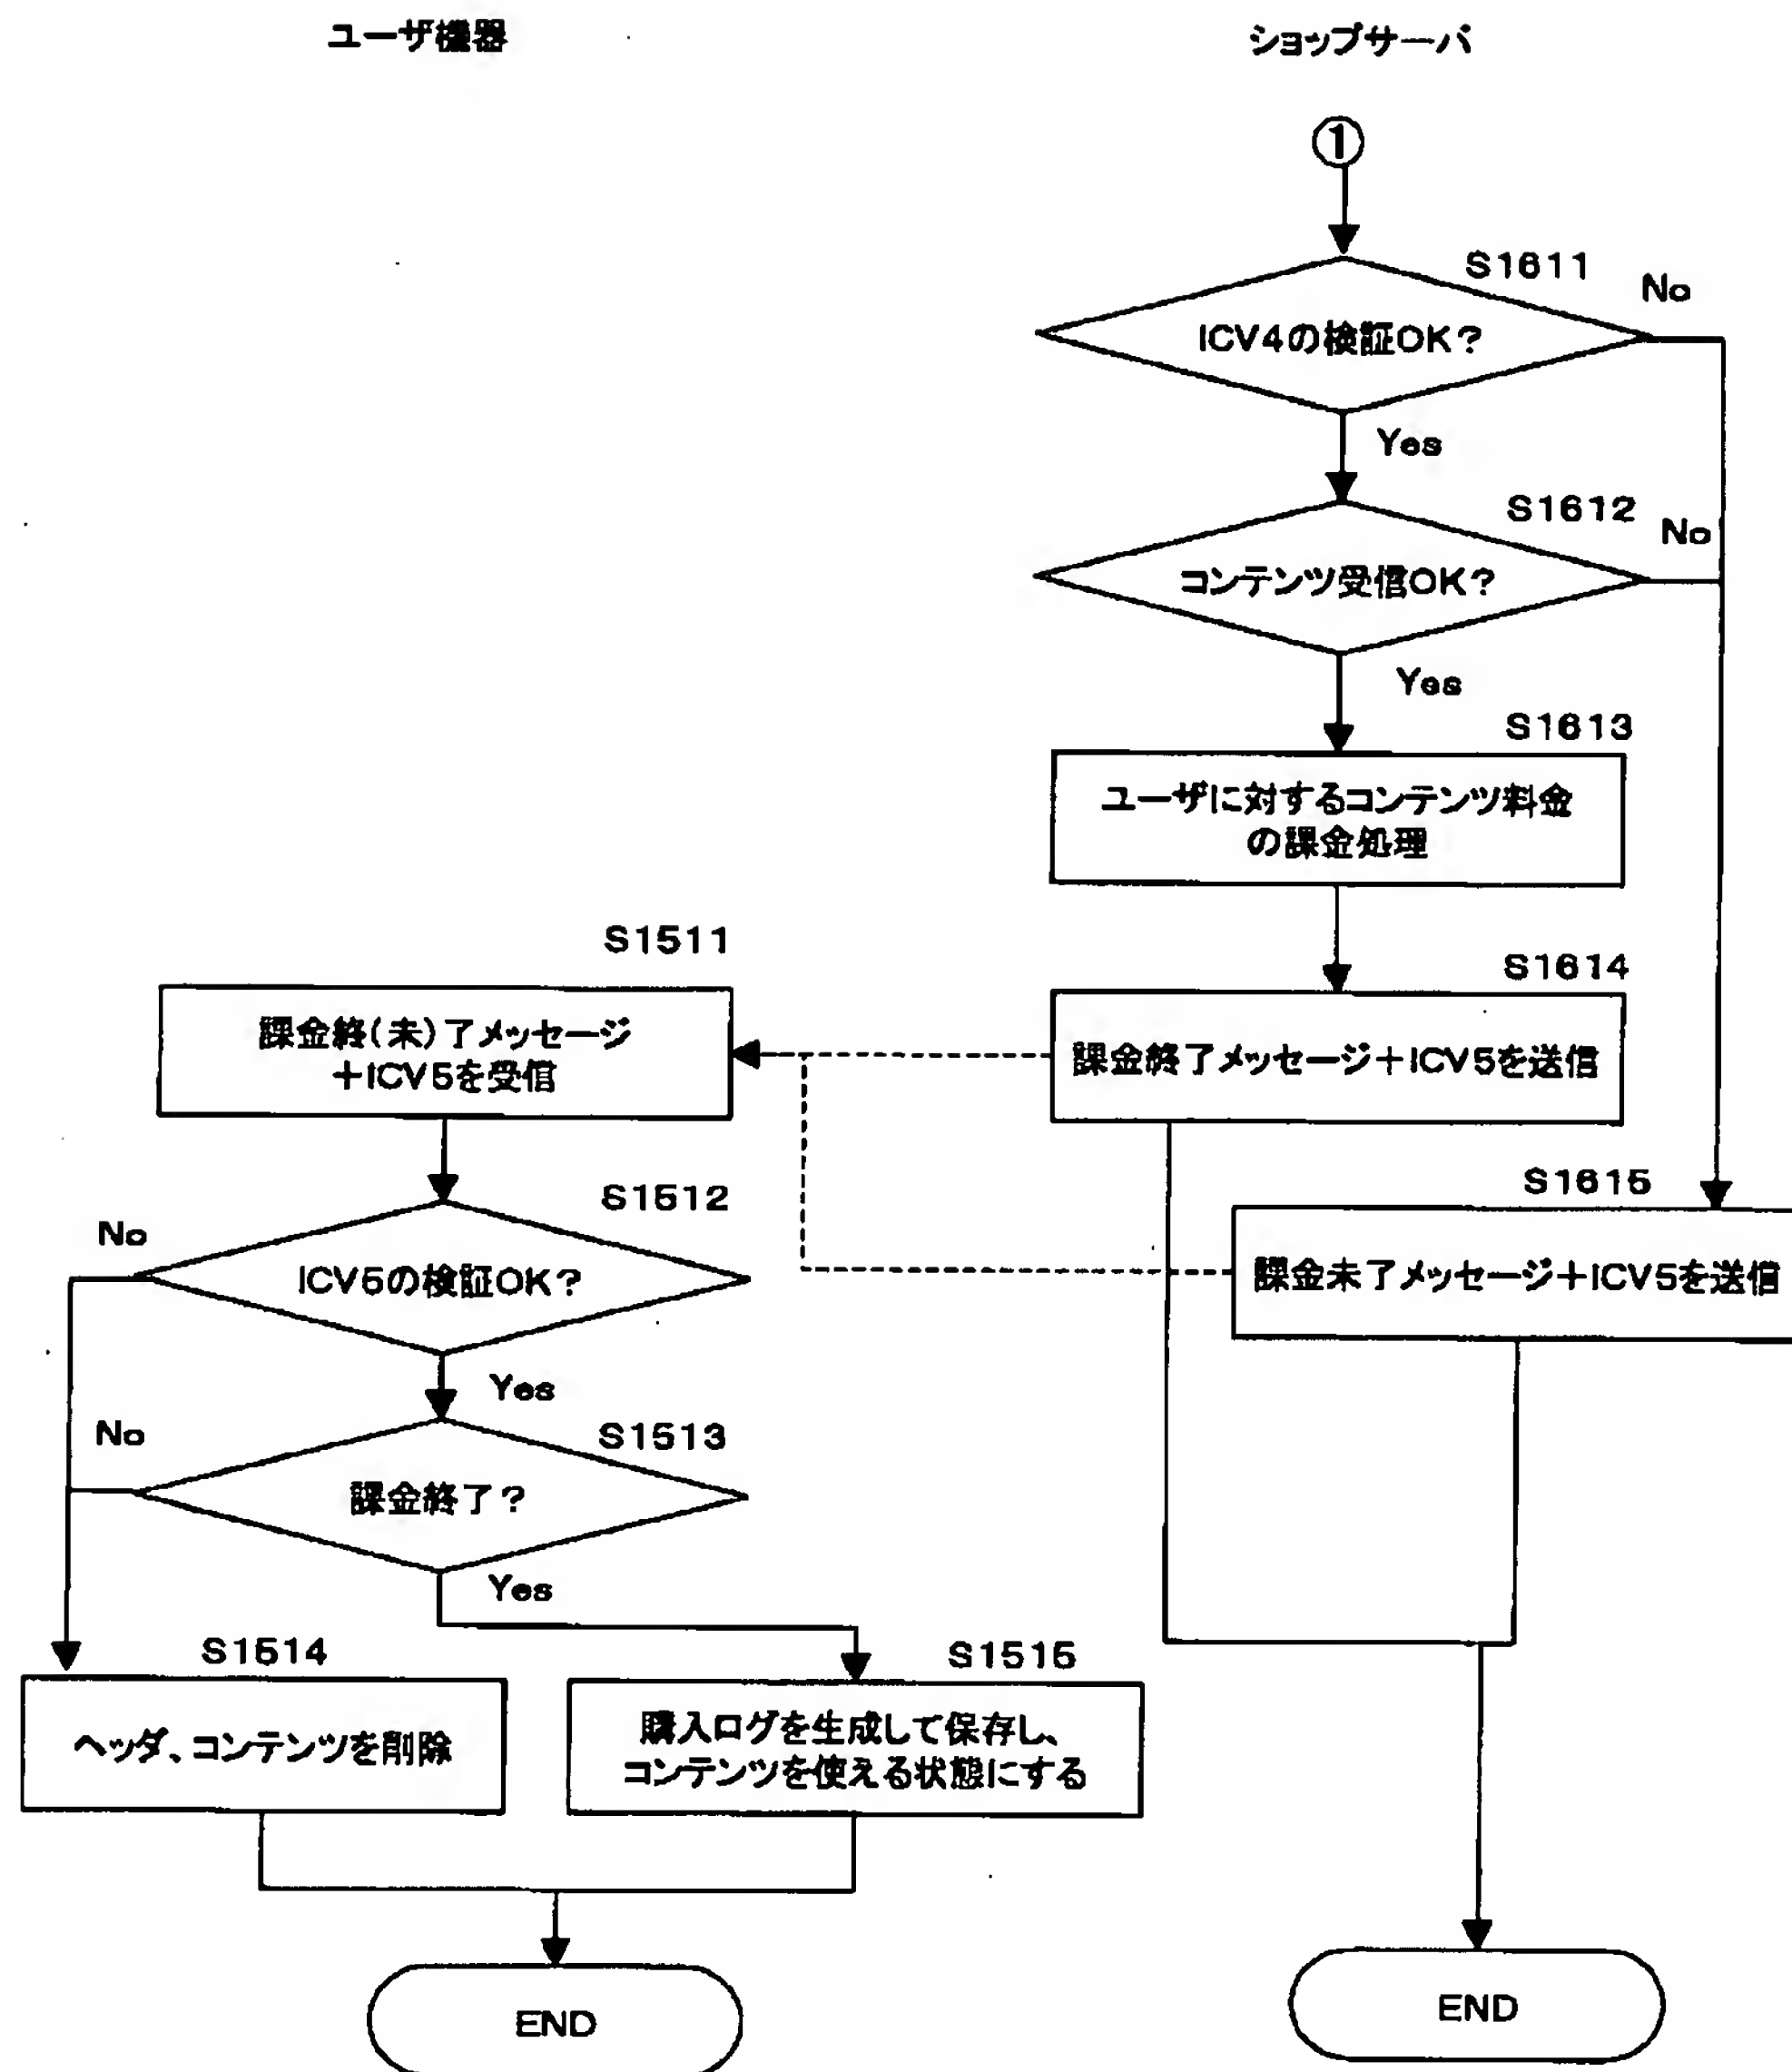 ユーザ機器
ショップサーバ
①
S1611
No
ICV4の検証OK?
Yes
S1612
No
コンテンツ受信OK?
Yes
S1613
ユーザに対するコンテンツ料金
の課金処理
S1511
S1614
課金終(未)了メッセージ
+ICV5を受信
課金終了メッセージ+ICV5を送信
S1512
S1615
No
ICV5の検証OK?
課金未了メッセージ+ICV5を送信
Yes
No
S1513
課金終了?
Yes
S1514
S1515
ヘッダ、コンテンツを削除
購入ログを生成して保存し、
コンテンツを使える状態にする
END
END